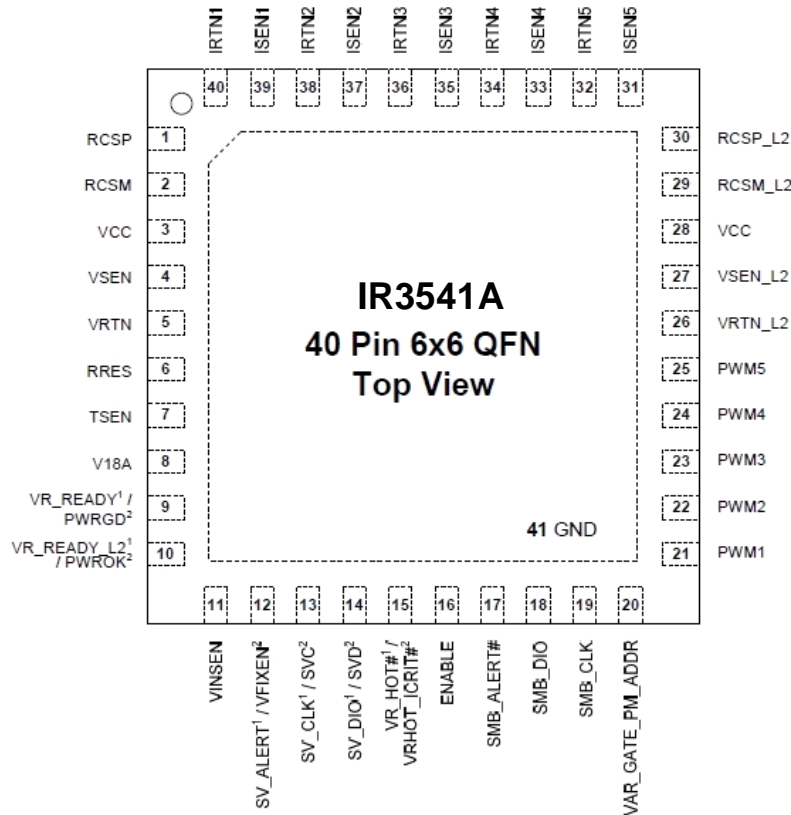 IRTN1
ISEN1
IRTN2
ISEN2
IRTN3
ISEN3
IRTN4
ISEN4
IRTN5
ISEN5
40
39
38
37
36
35
34
33
32
31
RCSP 1
RCSM 2
VCC 3
VSEN 4
VRTN 5
RRES 6
TSEN 7
V18A 8
VR_READY¹ /
PWRGD² 9
VR_READY_L2¹
/ PWROK² 10
IR3541A
40 Pin 6x6 QFN
Top View
41 GND
30 RCSP_L2
29 RCSM_L2
28 VCC
27 VSEN_L2
26 VRTN_L2
25 PWM5
24 PWM4
23 PWM3
22 PWM2
21 PWM1
11
12
13
14
15
16
17
18
19
20
VINSEN
SV_ALERT¹ / VFIXEN²
SV_CLK¹ / SVC²
SV_DIO¹ / SVD²
VR_HOT#¹ /
VRHOT_ICRIT#²
ENABLE
SMB_ALERT#
SMB_DIO
SMB_CLK
VAR_GATE_PM_ADDR